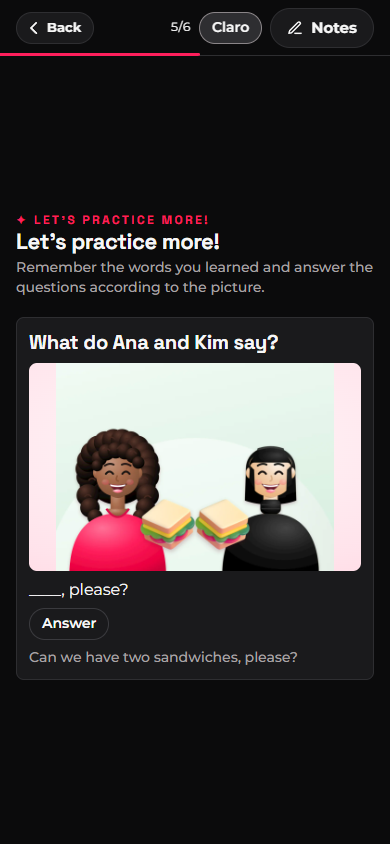 Back
5/6
Claro
Notes
✦ LET'S PRACTICE MORE!
Let's practice more!
Remember the words you learned and answer the
questions according to the picture.
What do Ana and Kim say?
____, please?
Answer
Can we have two sandwiches, please?